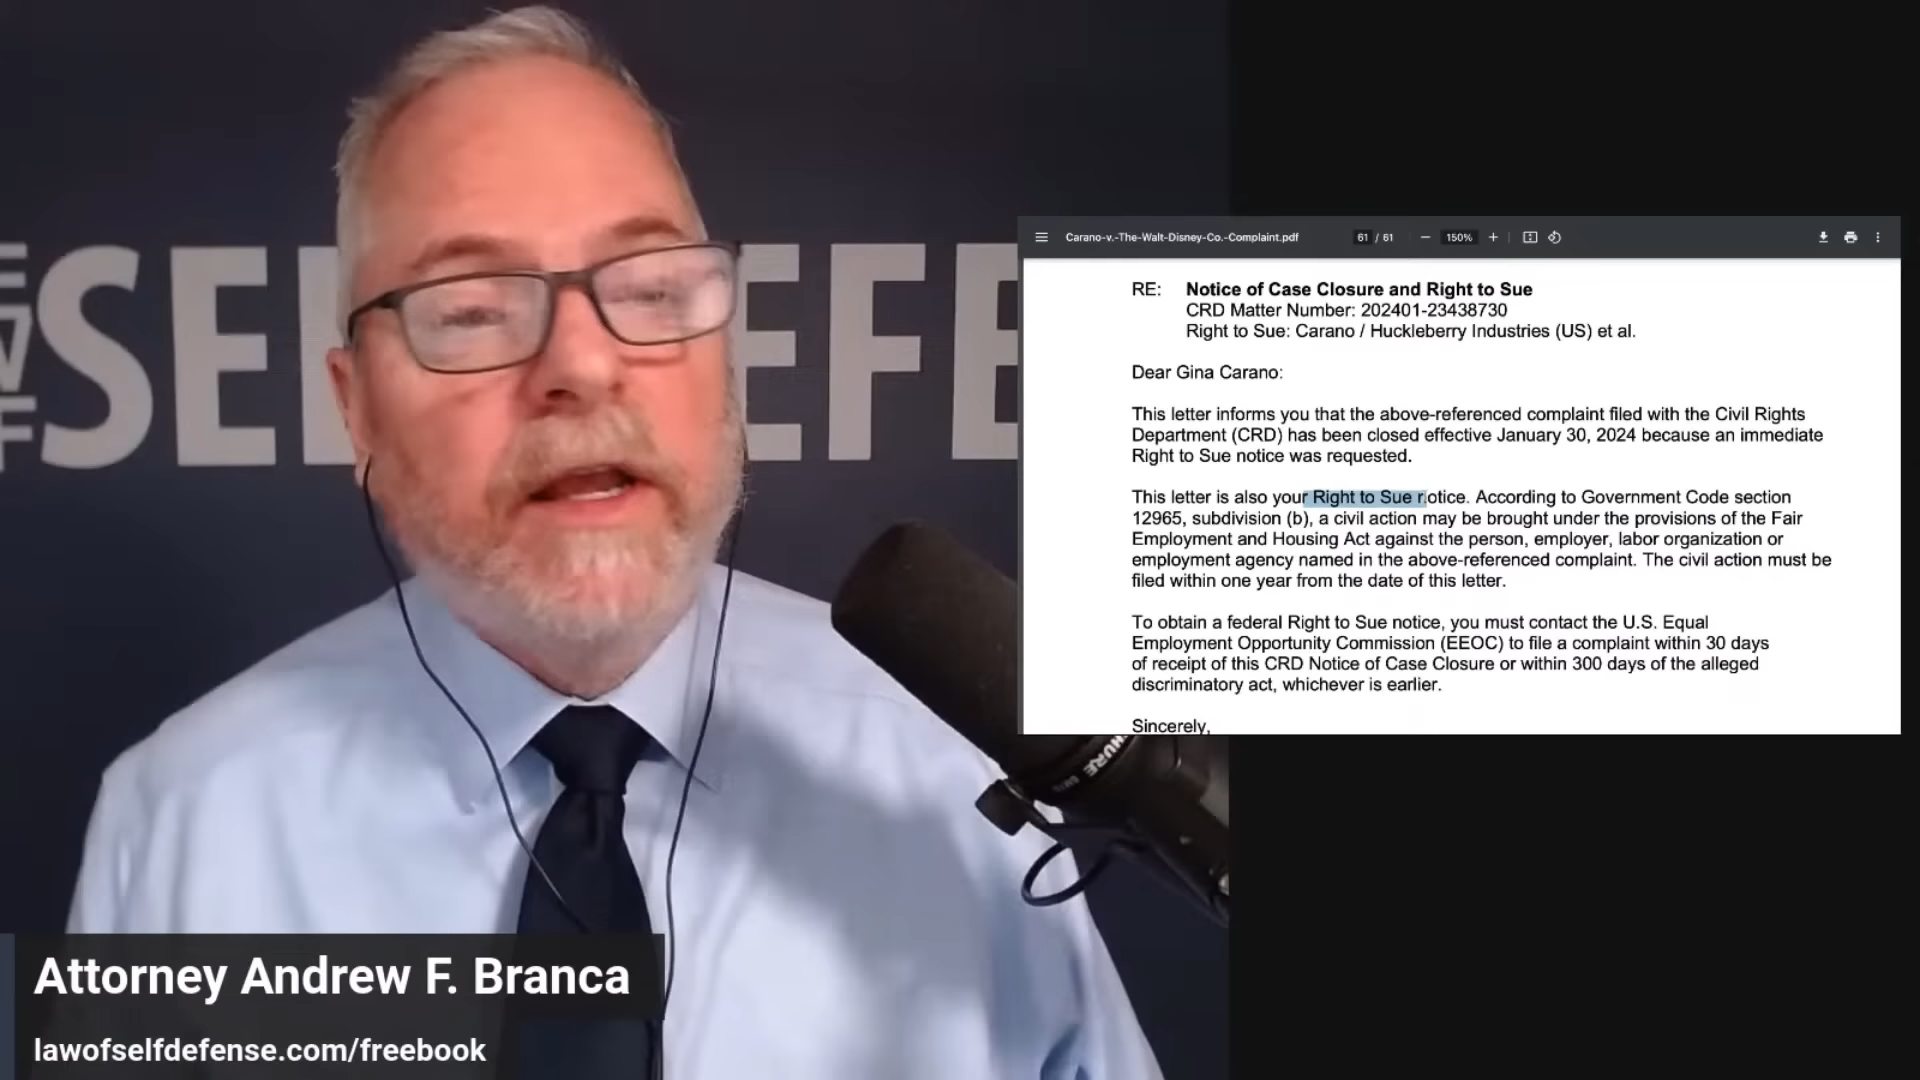 SE EFE
Carano-v.-The-Walt-Disney-Co.-Complaint.pdf 61 / 61 150%
RE: Notice of Case Closure and Right to Sue
CRD Matter Number: 202401-23438730
Right to Sue: Carano / Huckleberry Industries (US) et al.
Dear Gina Carano:
This letter informs you that the above-referenced complaint filed with the Civil Rights
Department (CRD) has been closed effective January 30, 2024 because an immediate
Right to Sue notice was requested.
This letter is also your Right to Sue notice. According to Government Code section
12965, subdivision (b), a civil action may be brought under the provisions of the Fair
Employment and Housing Act against the person, employer, labor organization or
employment agency named in the above-referenced complaint. The civil action must be
filed within one year from the date of this letter.
To obtain a federal Right to Sue notice, you must contact the U.S. Equal
Employment Opportunity Commission (EEOC) to file a complaint within 30 days
of receipt of this CRD Notice of Case Closure or within 300 days of the alleged
discriminatory act, whichever is earlier.
Sincerely,
Attorney Andrew F. Branca
lawofselfdefense.com/freebook